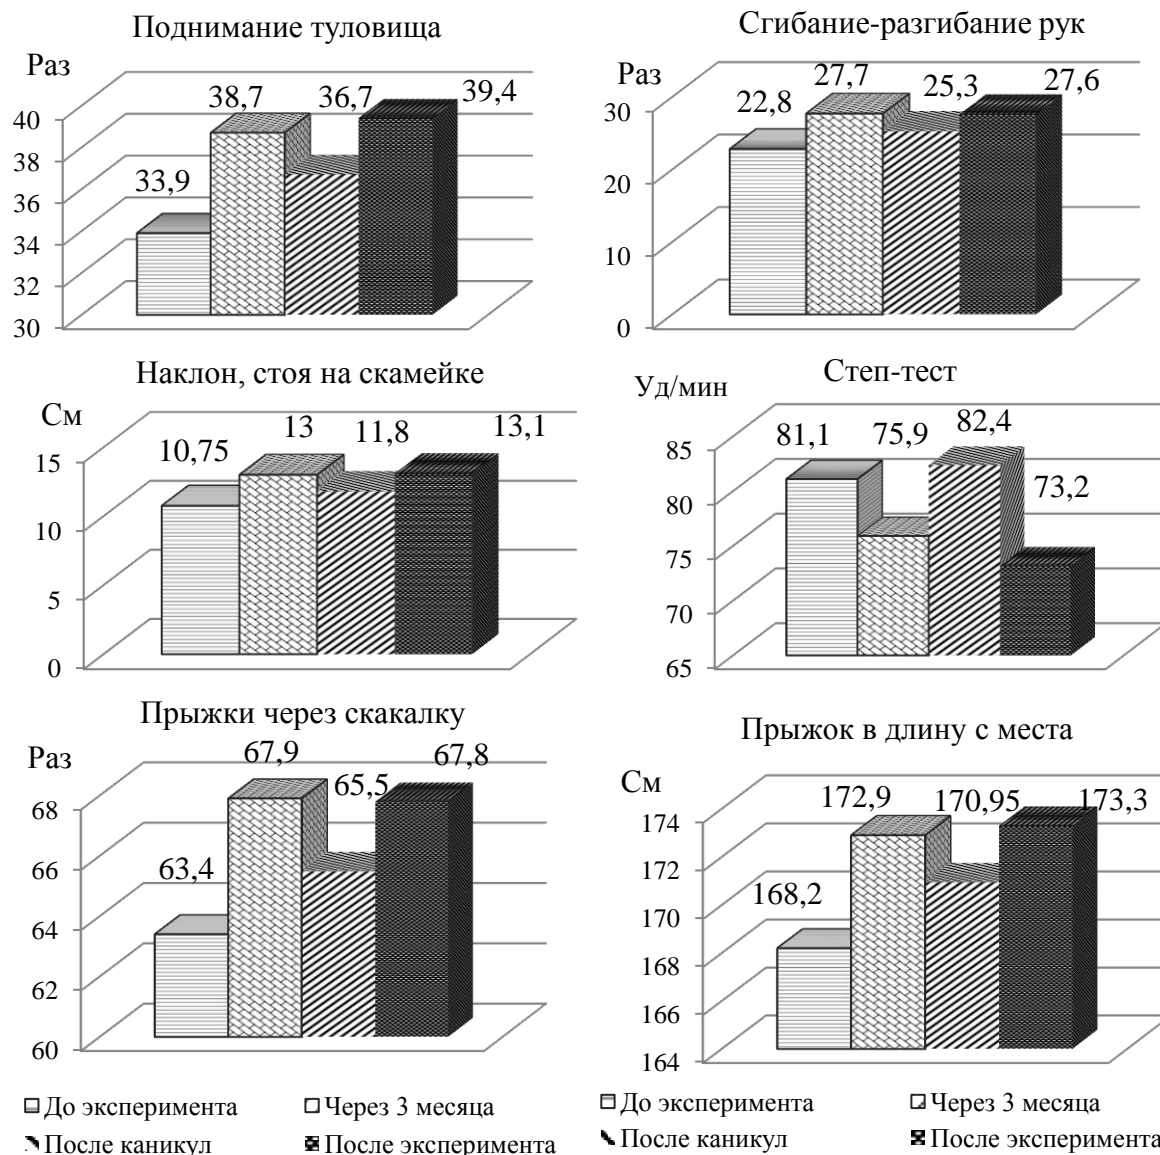 Поднимание туловища
Раз
40
38
36
34
32
30
33,9
38,7
36,7
39,4
Сгибание-разгибание рук
Раз
30
20
10
0
22,8
27,7
25,3
27,6
Наклон, стоя на скамейке
См
15
10
5
0
10,75
13
11,8
13,1
Степ-тест
Уд/мин
85
80
75
70
65
81,1
75,9
82,4
73,2
Прыжки через скакалку
Раз
68
66
64
62
60
63,4
67,9
65,5
67,8
Прыжок в длину с места
См
174
172
170
168
166
164
168,2
172,9
170,95
173,3
До эксперимента
Через 3 месяца
После каникул
После эксперимента
До эксперимента
Через 3 месяца
После каникул
После эксперимента